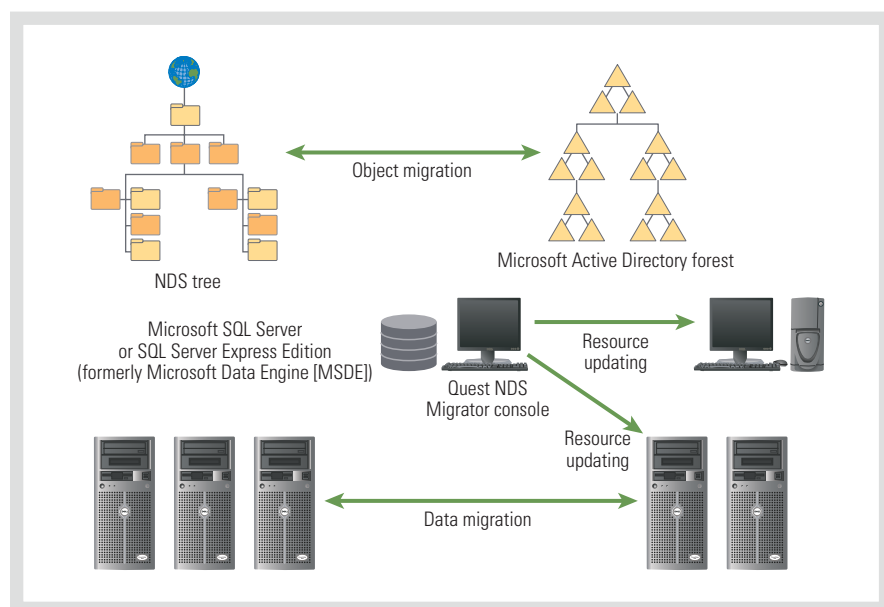 Object migration
NDS tree
Microsoft Active Directory forest
Microsoft SQL Server
or SQL Server Express Edition
(formerly Microsoft Data Engine [MSDE])
Resource
updating
Quest NDS
Migrator console
Resource
updating
Data migration